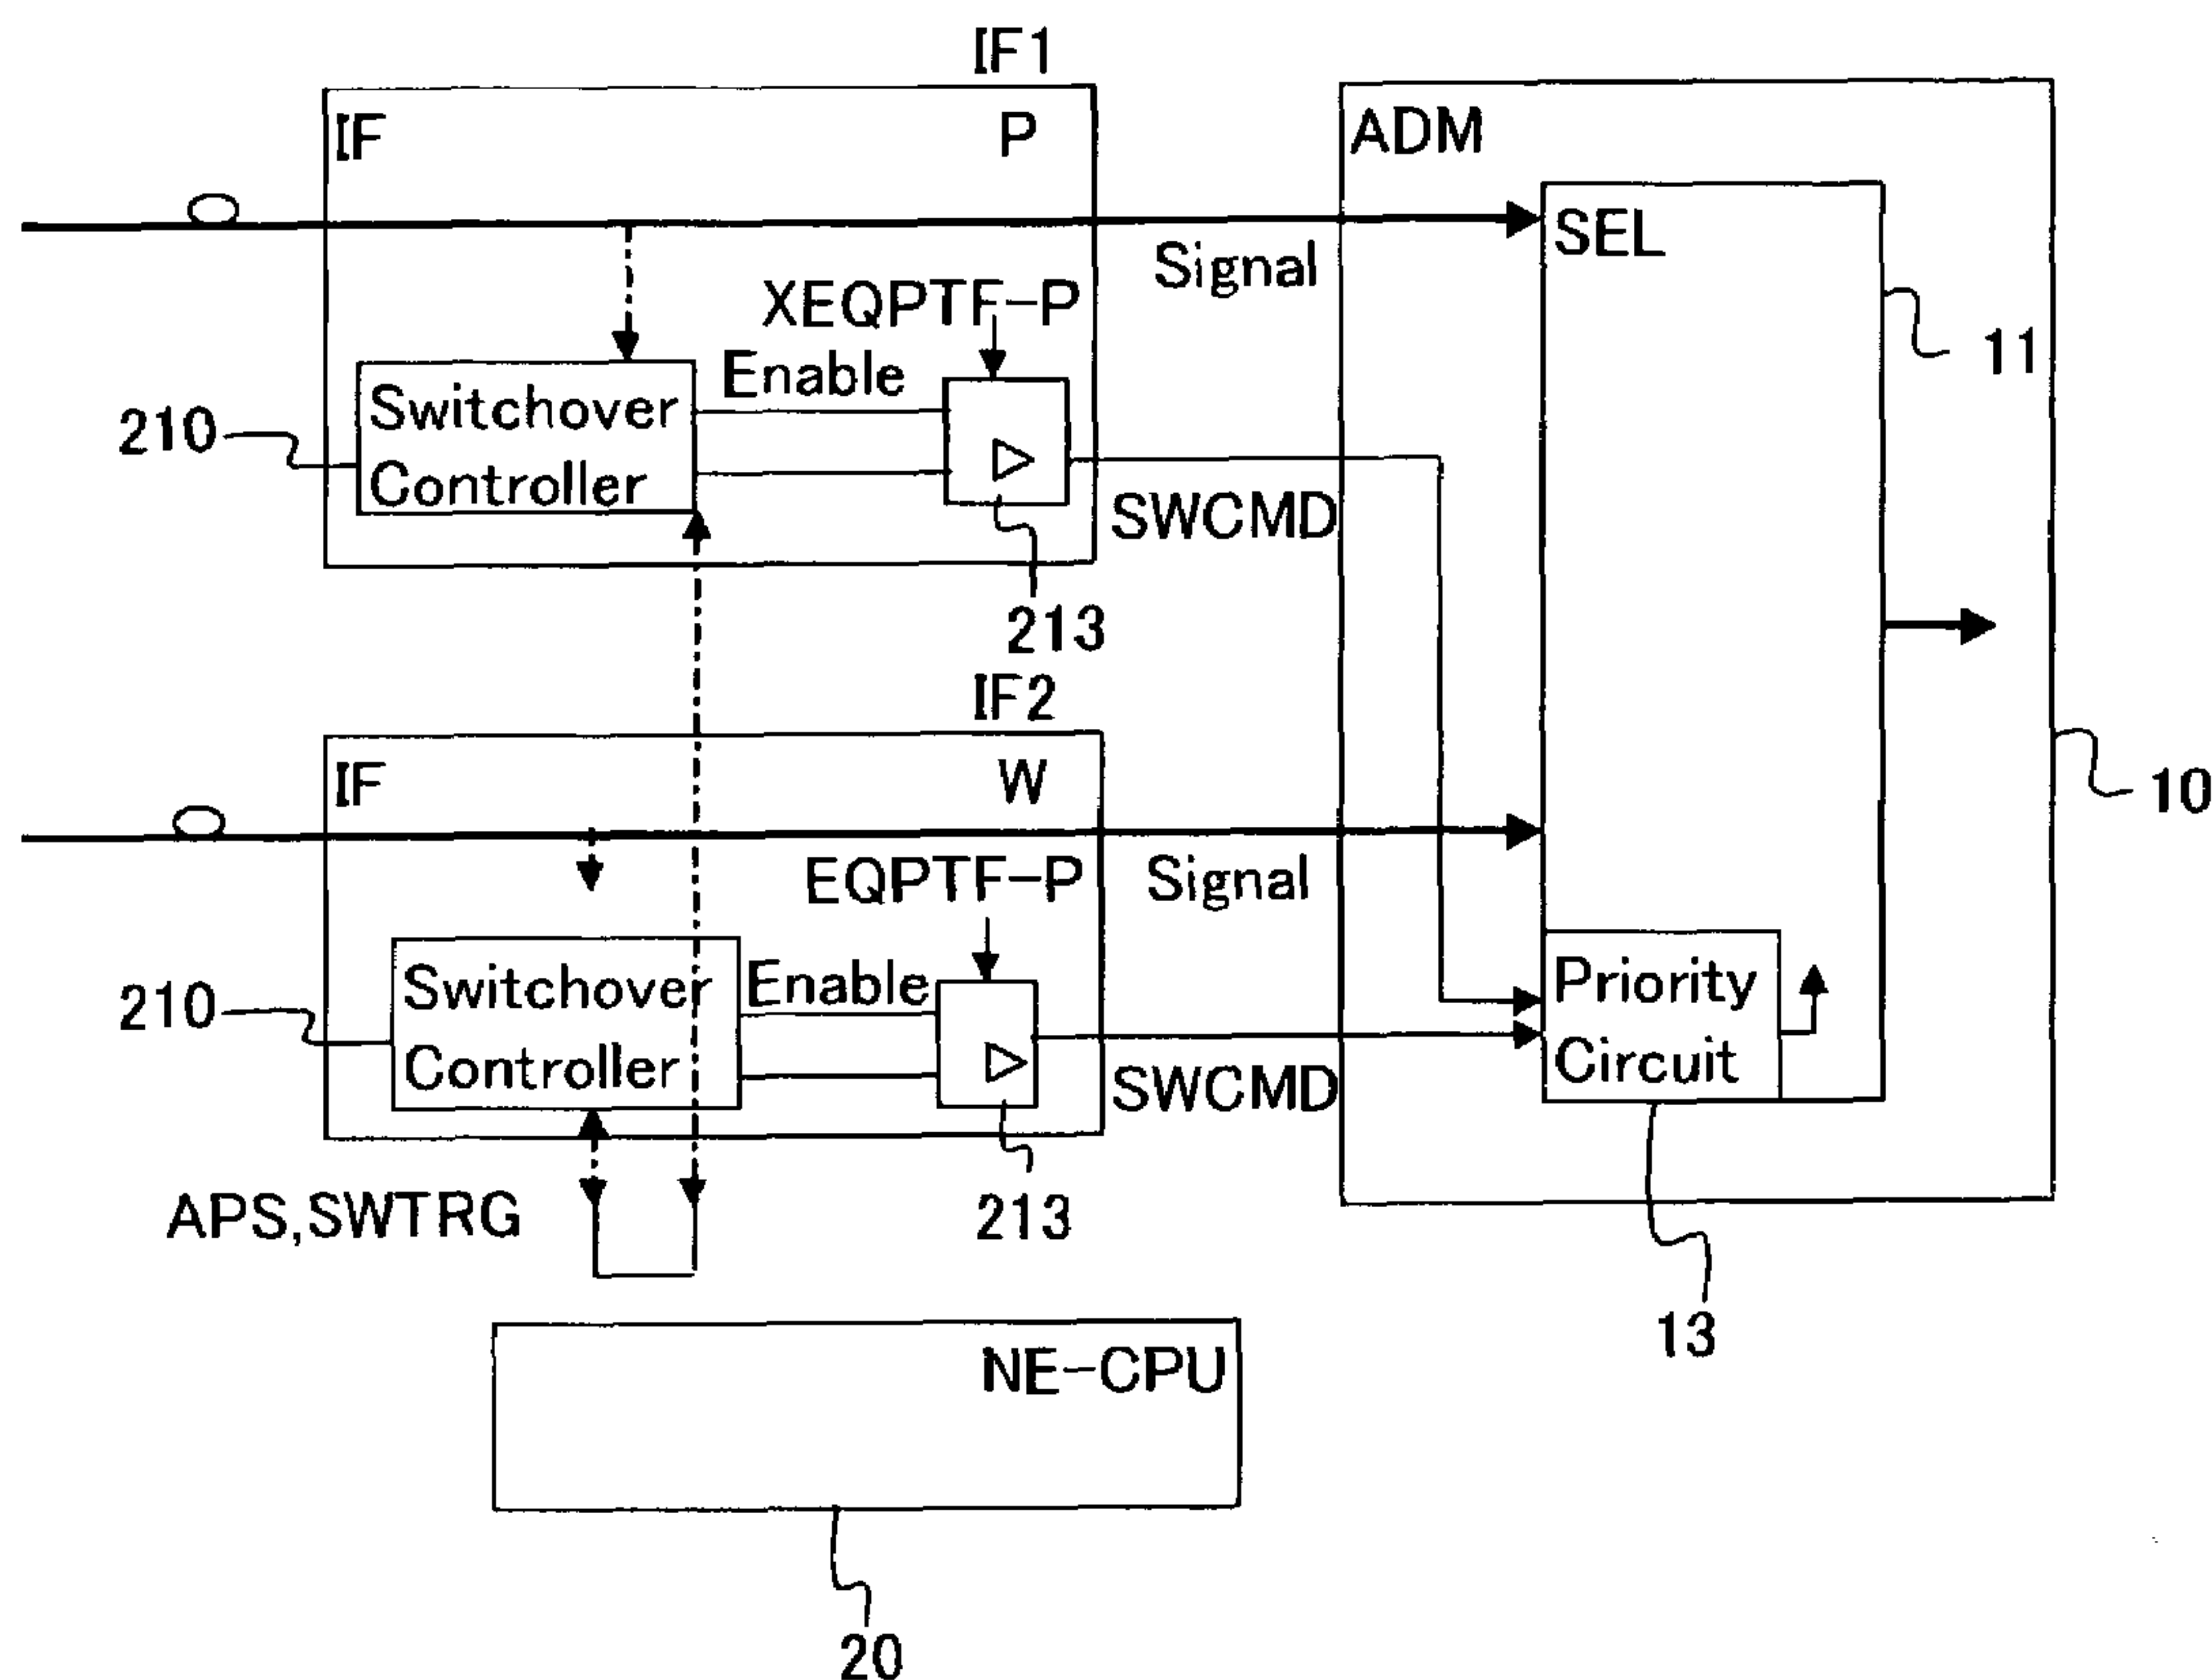 IF1
IF
P
ADM
SEL
Signal
XEQPTF-P
Enable
11
Switchover
Controller
210
SWCMD
213
IF2
IF
W
10
EQPTF-P
Signal
Switchover
Controller
Enable
210
Priority
Circuit
SWCMD
APS,SWTRG
213
13
NE-CPU
20